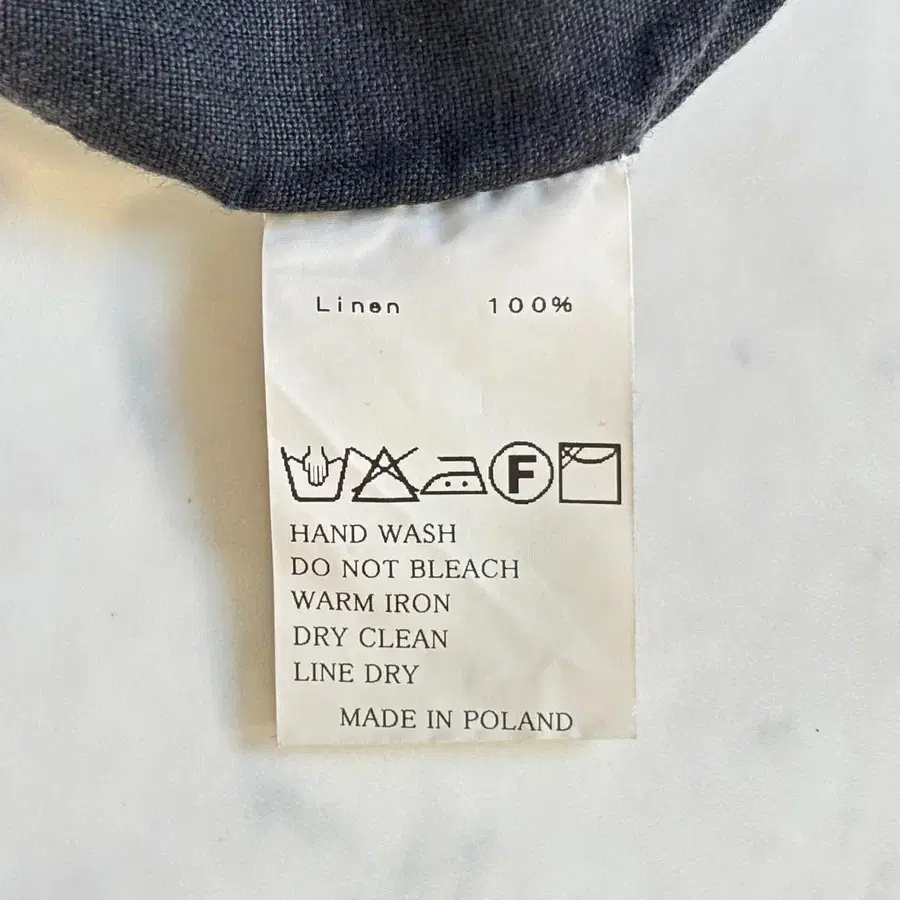 Linen 100%
F
HAND WASH
DO NOT BLEACH
WARM IRON
DRY CLEAN
LINE DRY
MADE IN POLAND